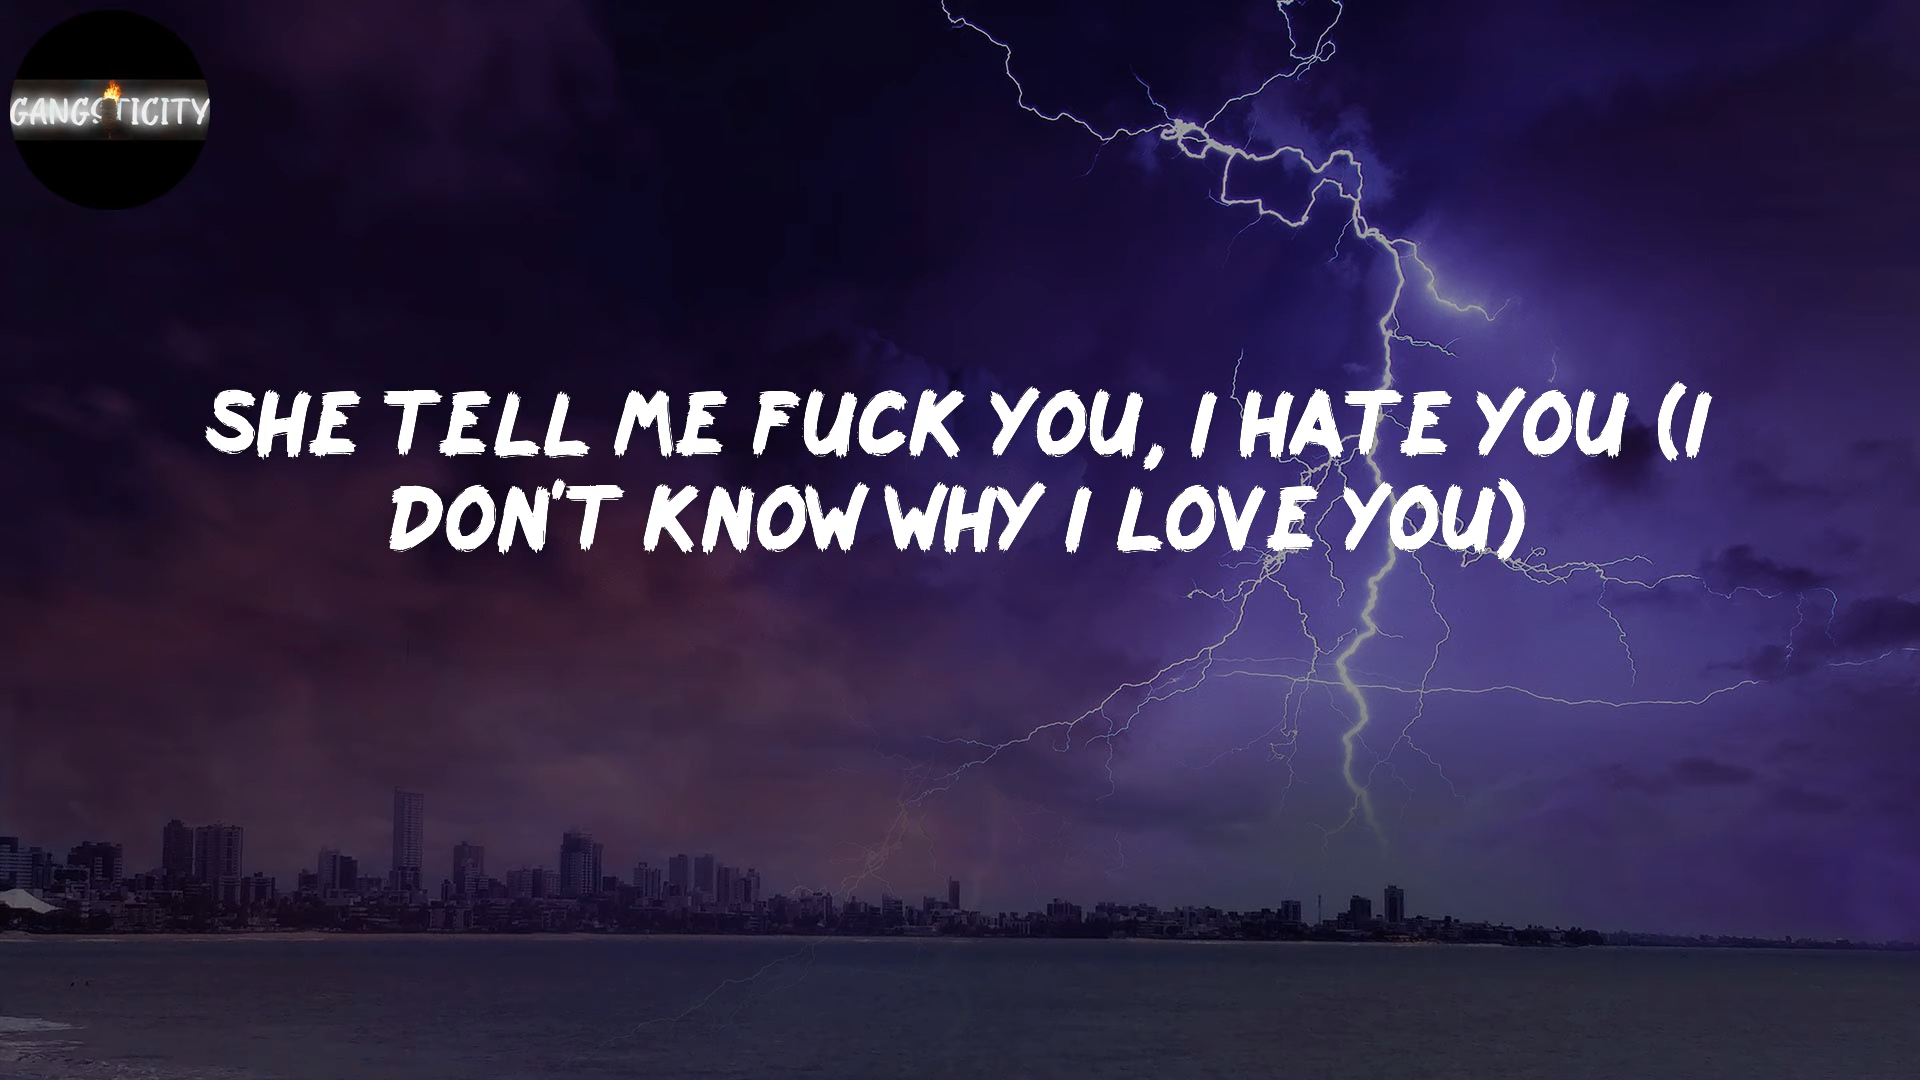 GANGSTICITY
SHE TELL ME FUCK YOU, I HATE YOU (I
DON'T KNOW WHY I LOVE YOU)